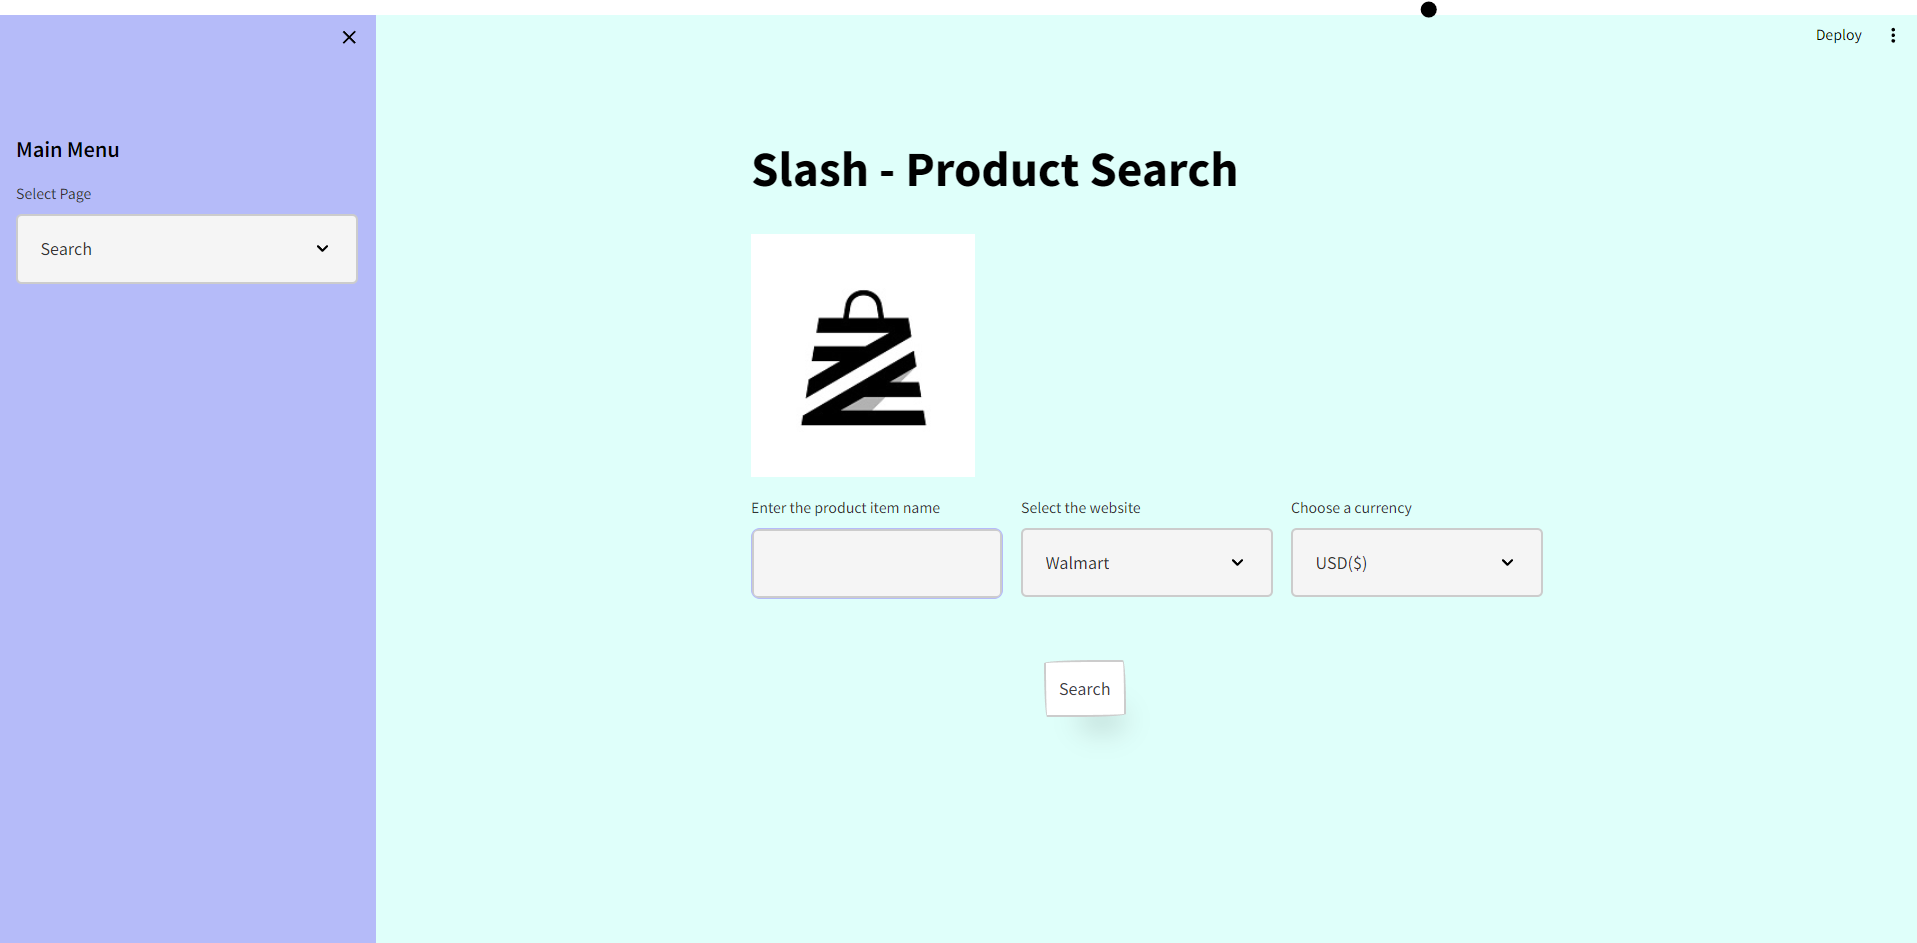 Deploy
Main Menu
Select Page
Search
Slash - Product Search
Enter the product item name
Select the website
Choose a currency
Walmart
USD($)
Search